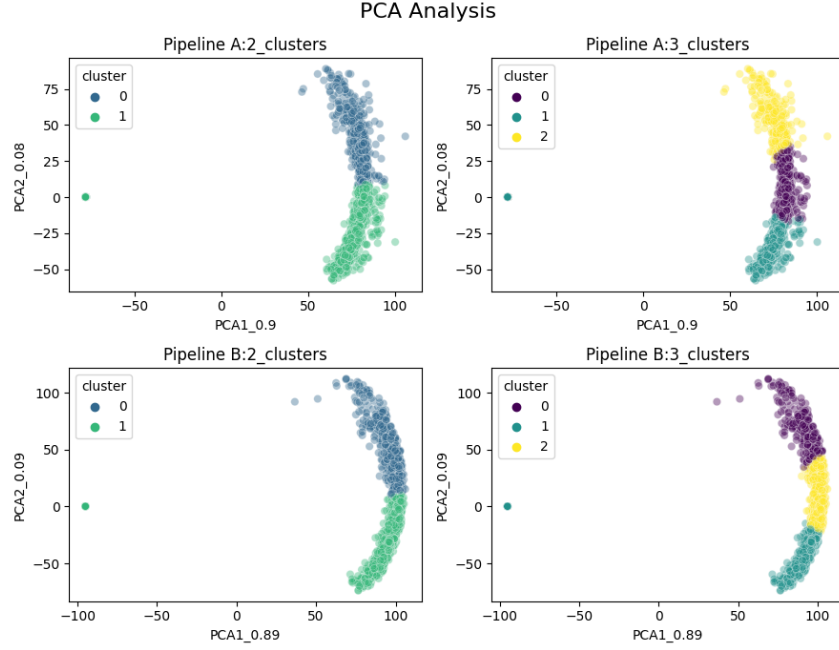 PCA Analysis
Pipeline A:2_clusters
cluster
0
1
75
50
25
0
−25
−50
PCA2_0.08
−50
0
50
100
PCA1_0.9
Pipeline A:3_clusters
cluster
0
1
2
75
50
25
0
−25
−50
PCA2_0.08
−50
0
50
100
PCA1_0.9
Pipeline B:2_clusters
cluster
0
1
100
50
0
−50
PCA2_0.09
−100
−50
0
50
100
PCA1_0.89
Pipeline B:3_clusters
cluster
0
1
2
100
50
0
−50
PCA2_0.09
−100
−50
0
50
100
PCA1_0.89